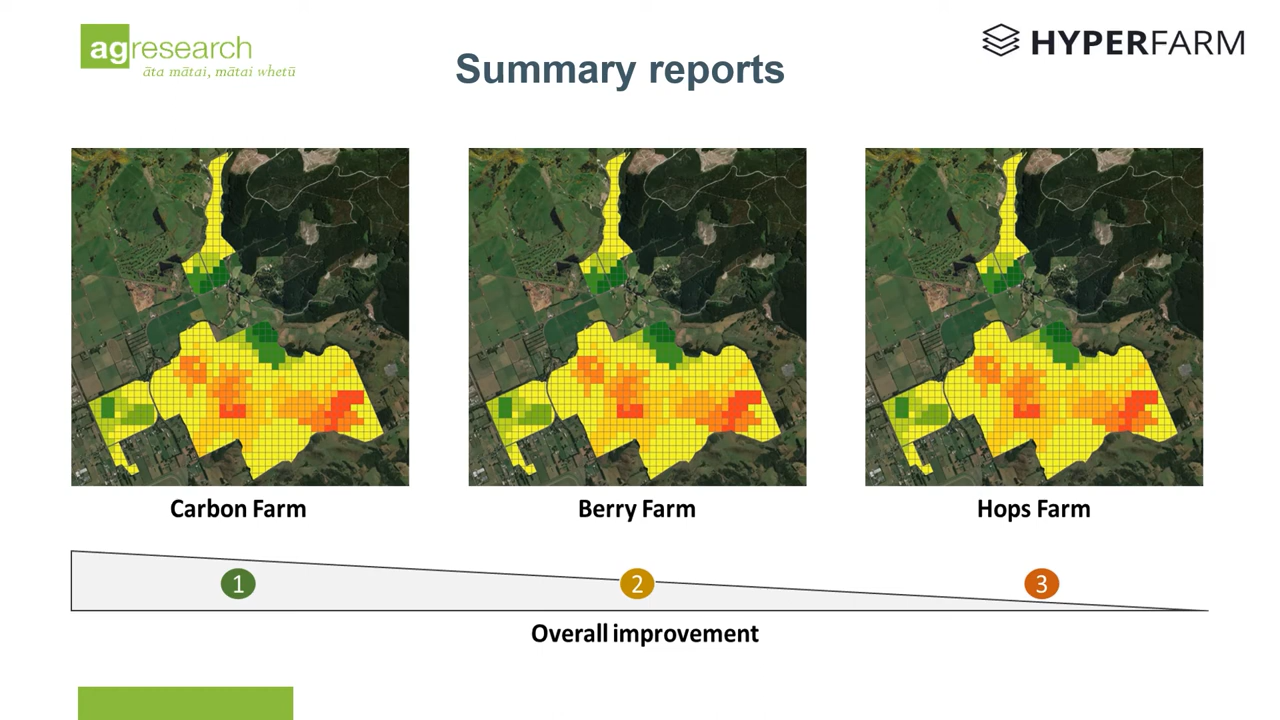 agresearch
āta mātai, mātai whetū
HYPERFARM
Summary reports
Carbon Farm
Berry Farm
Hops Farm
1
2
3
Overall improvement